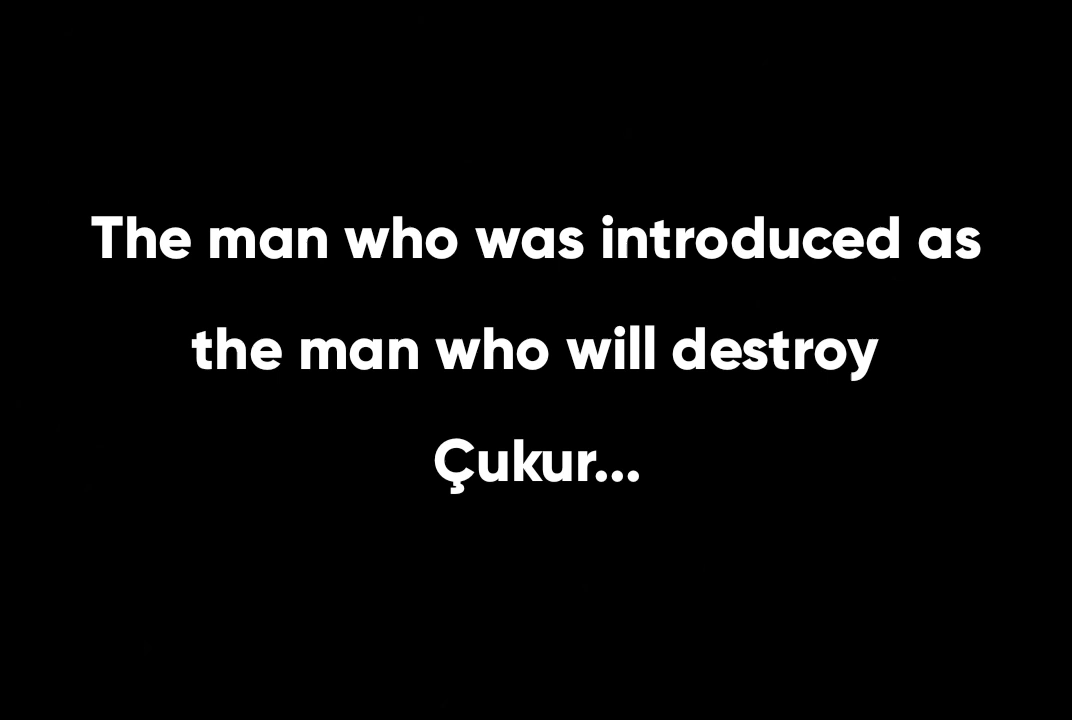 The man who was introduced as
the man who will destroy
Çukur...